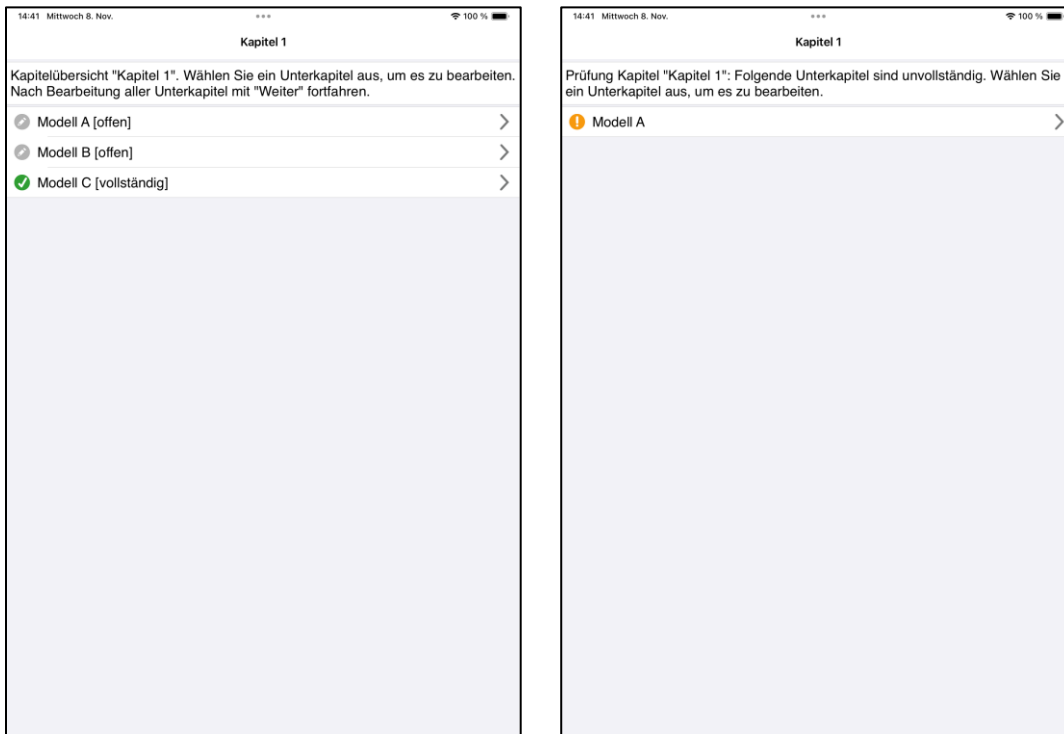 14:41 Mittwoch 8. Nov.
100 %
Kapitel 1
Kapitelübersicht "Kapitel 1". Wählen Sie ein Unterkapitel aus, um es zu bearbeiten.
Nach Bearbeitung aller Unterkapitel mit "Weiter" fortfahren.
Modell A [offen]
Modell B [offen]
Modell C [vollständig]
14:41 Mittwoch 8. Nov.
100 %
Kapitel 1
Prüfung Kapitel "Kapitel 1": Folgende Unterkapitel sind unvollständig. Wählen Sie
ein Unterkapitel aus, um es zu bearbeiten.
Modell A